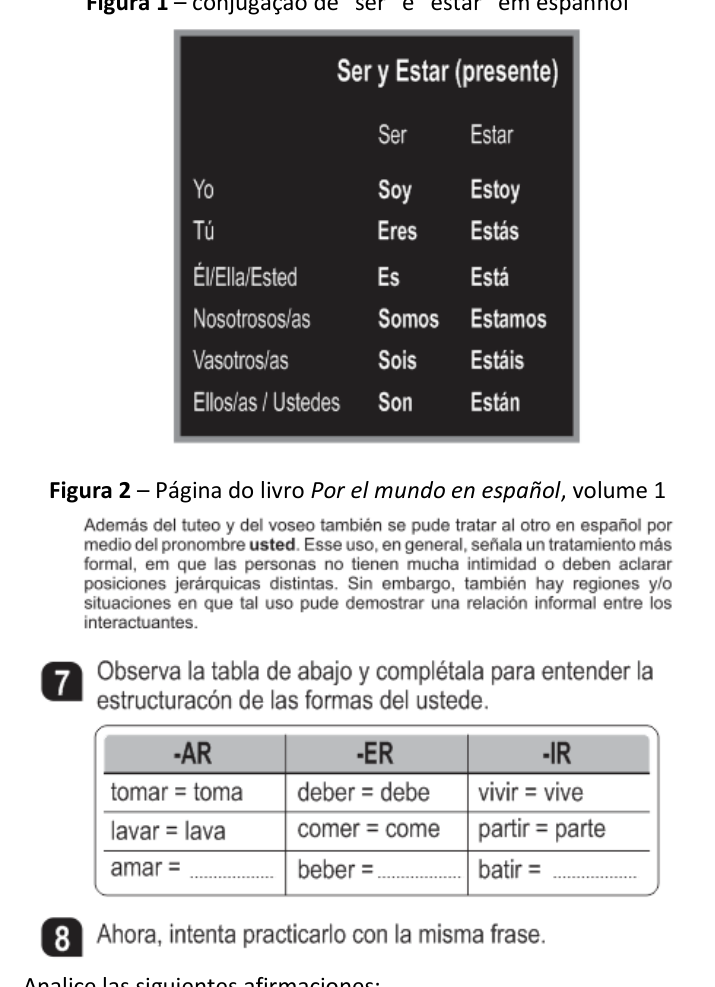 Figura 1 – conjugação de "ser" e "estar" em espanhol
Ser y Estar (presente)
Ser Estar
Yo Soy Estoy
Tú Eres Estás
Él/Ella/Ested Es Está
Nosotrosos/as Somos Estamos
Vasotros/as Sois Estáis
Ellos/as / Ustedes Son Están
Figura 2 – Página do livro Por el mundo en español, volume 1
Además del tuteo y del voseo también se pude tratar al otro en español por
medio del pronombre usted. Esse uso, en general, señala un tratamiento más
formal, em que las personas no tienen mucha intimidad o deben aclarar
posiciones jerárquicas distintas. Sin embargo, también hay regiones y/o
situaciones en que tal uso pude demostrar una relación informal entre los
interactuantes.
7 Observa la tabla de abajo y complétala para entender la
estructuracón de las formas del ustede.
-AR -ER -IR
tomar = toma deber = debe vivir = vive
lavar = lava comer = come partir = parte
amar = .................. beber = .................. batir = ..................
8 Ahora, intenta practicarlo con la misma frase.
Analice las siguientes afirmaciones: